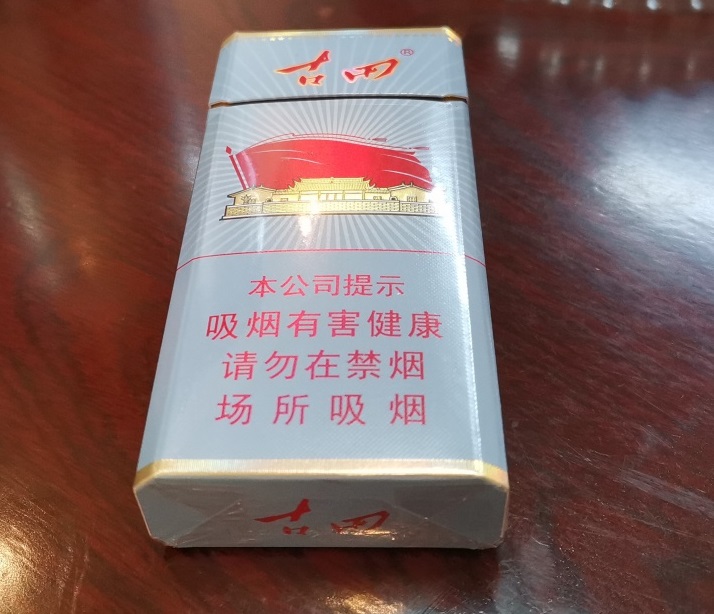 古田®
本公司提示
吸烟有害健康
请勿在禁烟
场所吸烟
古田